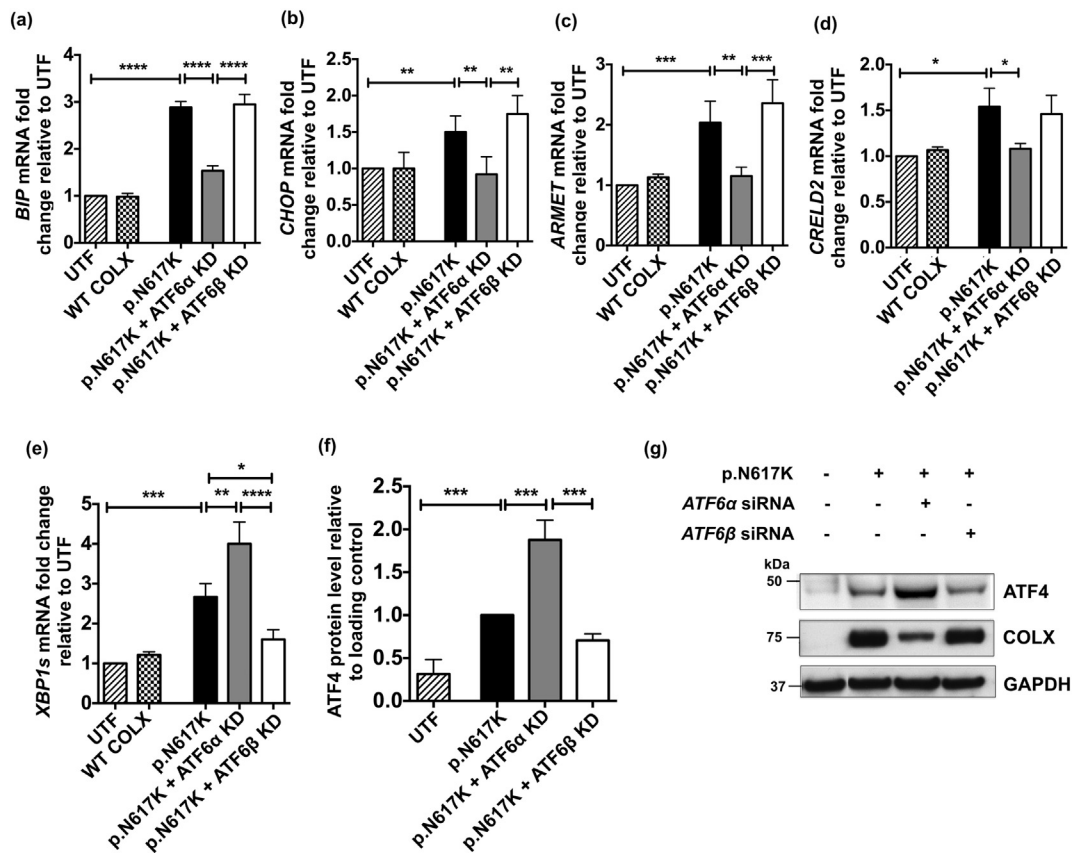 (a)
BIP mRNA fold
change relative to UTF
4
3
2
1
0
****
****
****
UTF
WT COLX
p.N617K
p.N617K + ATF6α KD
p.N617K + ATF6β KD
(b)
CHOP mRNA fold
change relative to UTF
2.5
2.0
1.5
1.0
0.5
0.0
**
**
**
UTF
WT COLX
p.N617K
p.N617K + ATF6α KD
p.N617K + ATF6β KD
(c)
ARMET mRNA fold
change relative to UTF
3
2
1
0
***
**
***
UTF
WT COLX
p.N617K
p.N617K + ATF6α KD
p.N617K + ATF6β KD
(d)
CRELD2 mRNA fold
change relative to UTF
2.0
1.5
1.0
0.5
0.0
*
*
UTF
WT COLX
p.N617K
p.N617K + ATF6α KD
p.N617K + ATF6β KD
(e)
XBP1s mRNA fold change
relative to UTF
5
4
3
2
1
0
***
**
****
*
UTF
WT COLX
p.N617K
p.N617K + ATF6α KD
p.N617K + ATF6β KD
(f)
ATF4 protein level relative
to loading control
2.5
2.0
1.5
1.0
0.5
0.0
***
***
***
UTF
p.N617K
p.N617K + ATF6α KD
p.N617K + ATF6β KD
(g)
p.N617K - + + +
ATF6α siRNA - - + -
ATF6β siRNA - - - +
kDa
50 ATF4
75 COLX
37 GAPDH